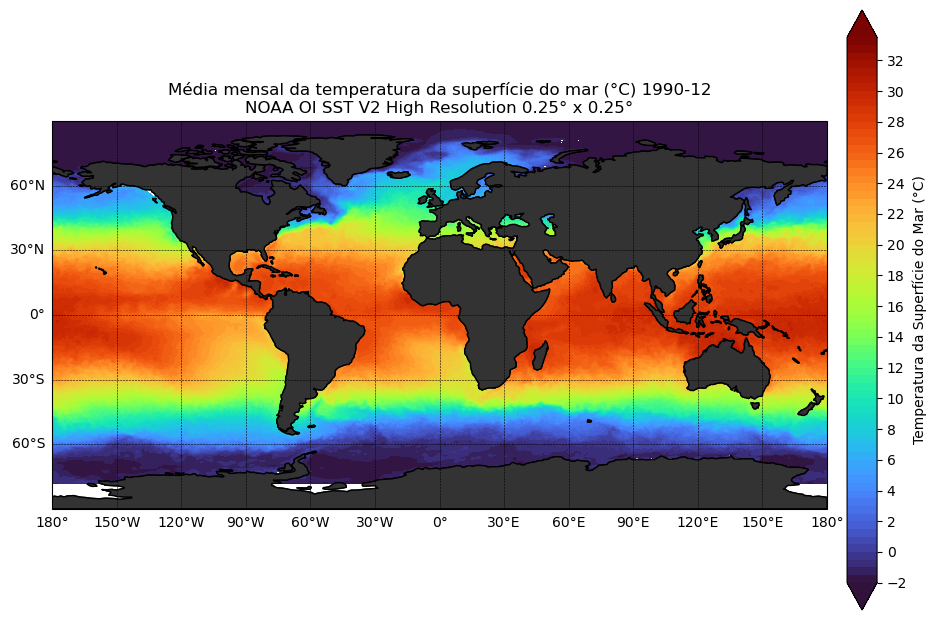 Média mensal da temperatura da superfície do mar (°C) 1990-12
NOAA OI SST V2 High Resolution 0.25° x 0.25°
60°N
30°N
0°
30°S
60°S
180° 150°W 120°W 90°W 60°W 30°W 0° 30°E 60°E 90°E 120°E 150°E 180°
32
30
28
26
24
22
20
18
16
14
12
10
8
6
4
2
0
−2
Temperatura da Superfície do Mar (°C)